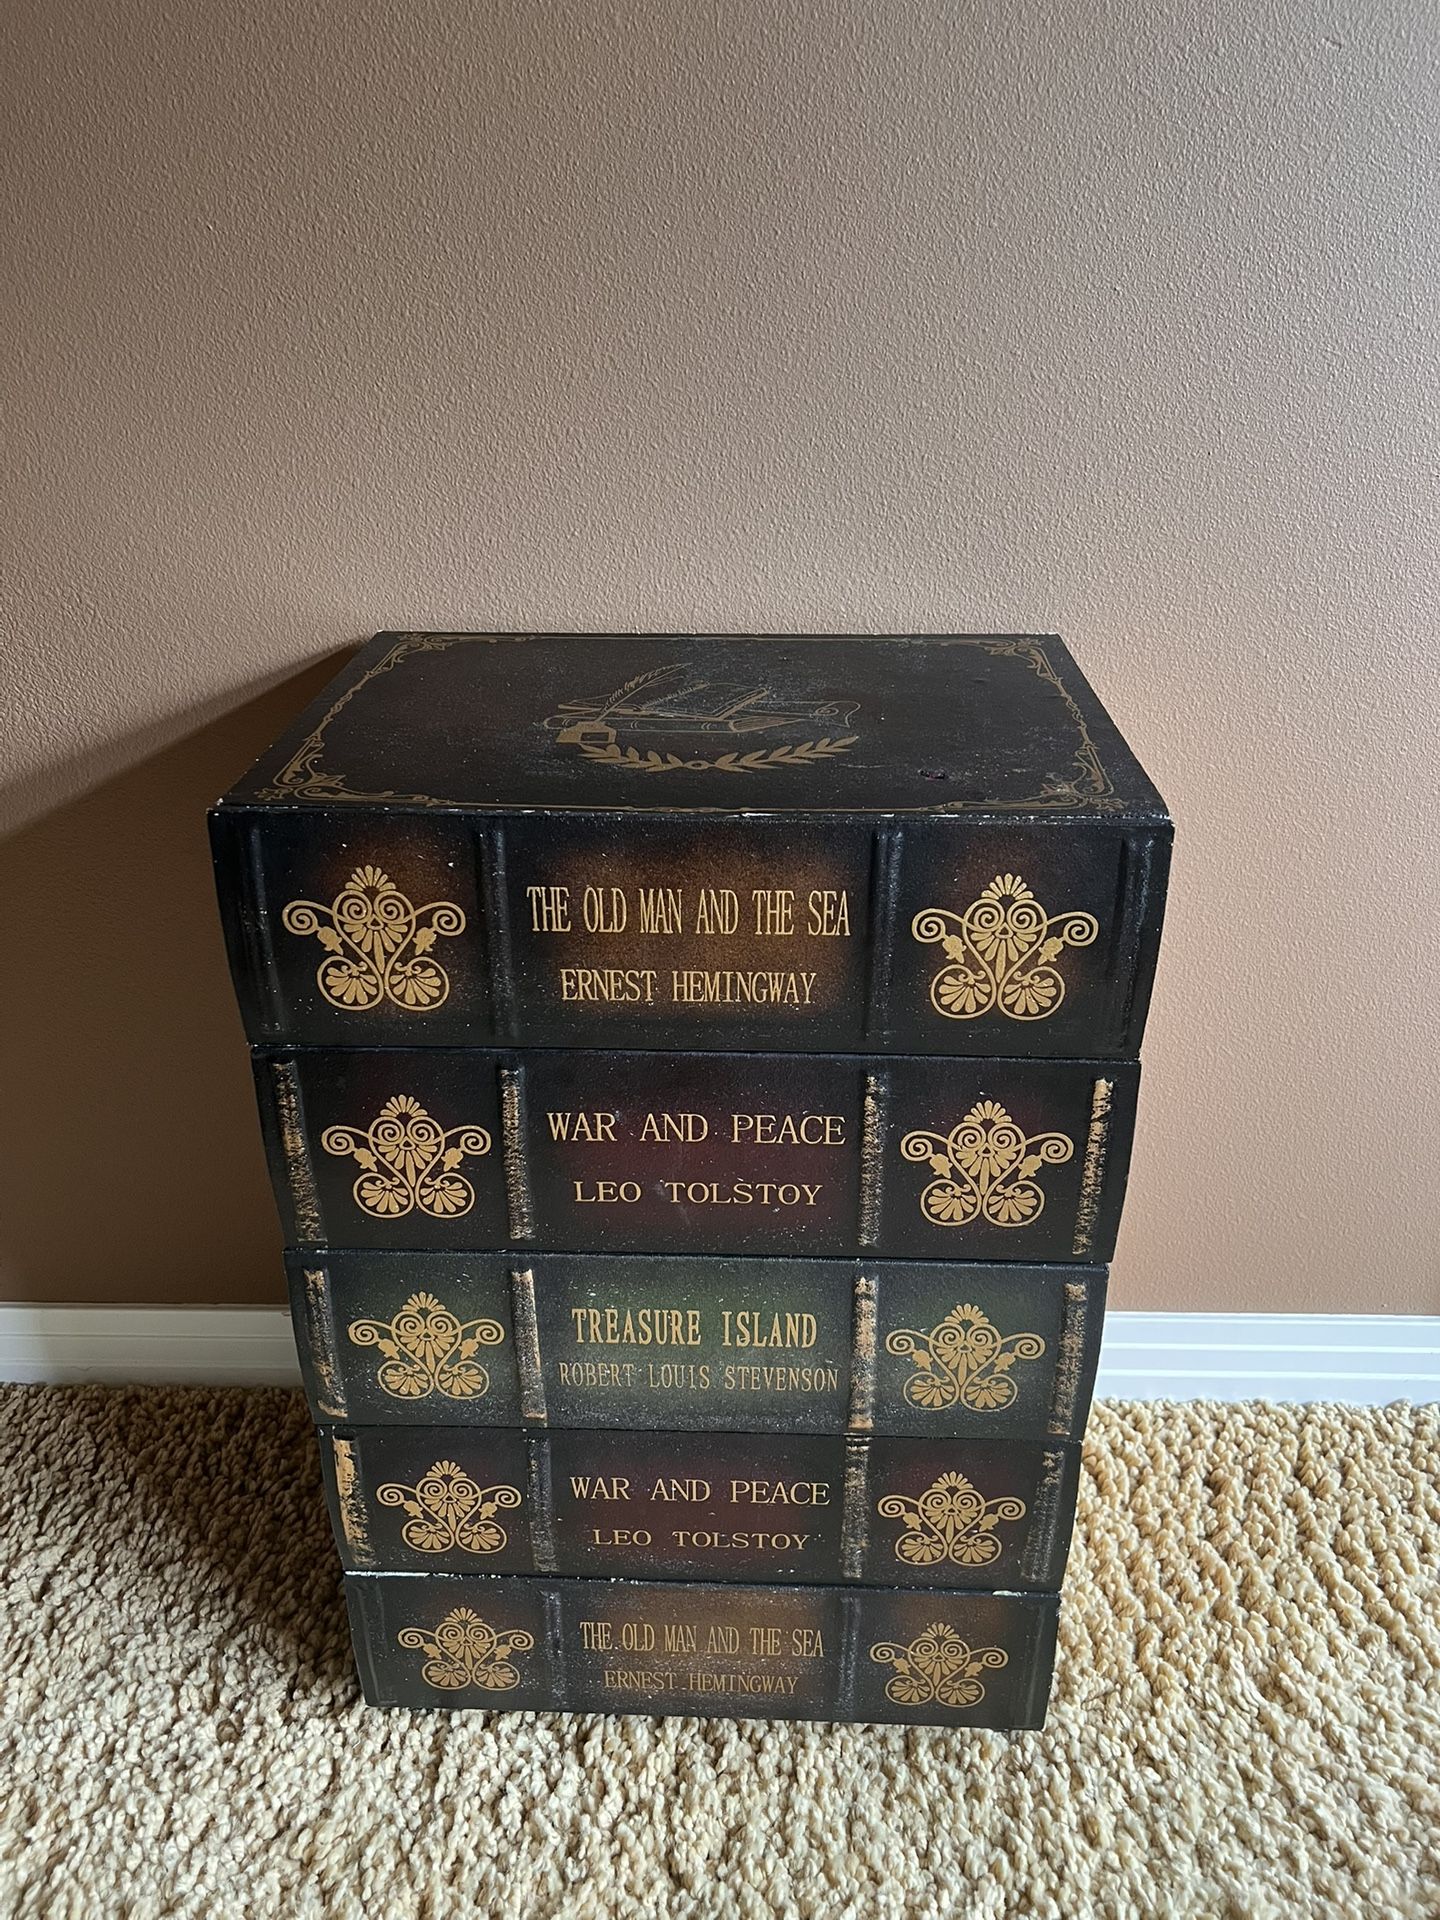 THE OLD MAN AND THE SEA
ERNEST HEMINGWAY
WAR AND PEACE
LEO TOLSTOY
TREASURE ISLAND
ROBERT LOUIS STEVENSON
WAR AND PEACE
LEO TOLSTOY
THE OLD MAN AND THE SEA
ERNEST HEMINGWAY